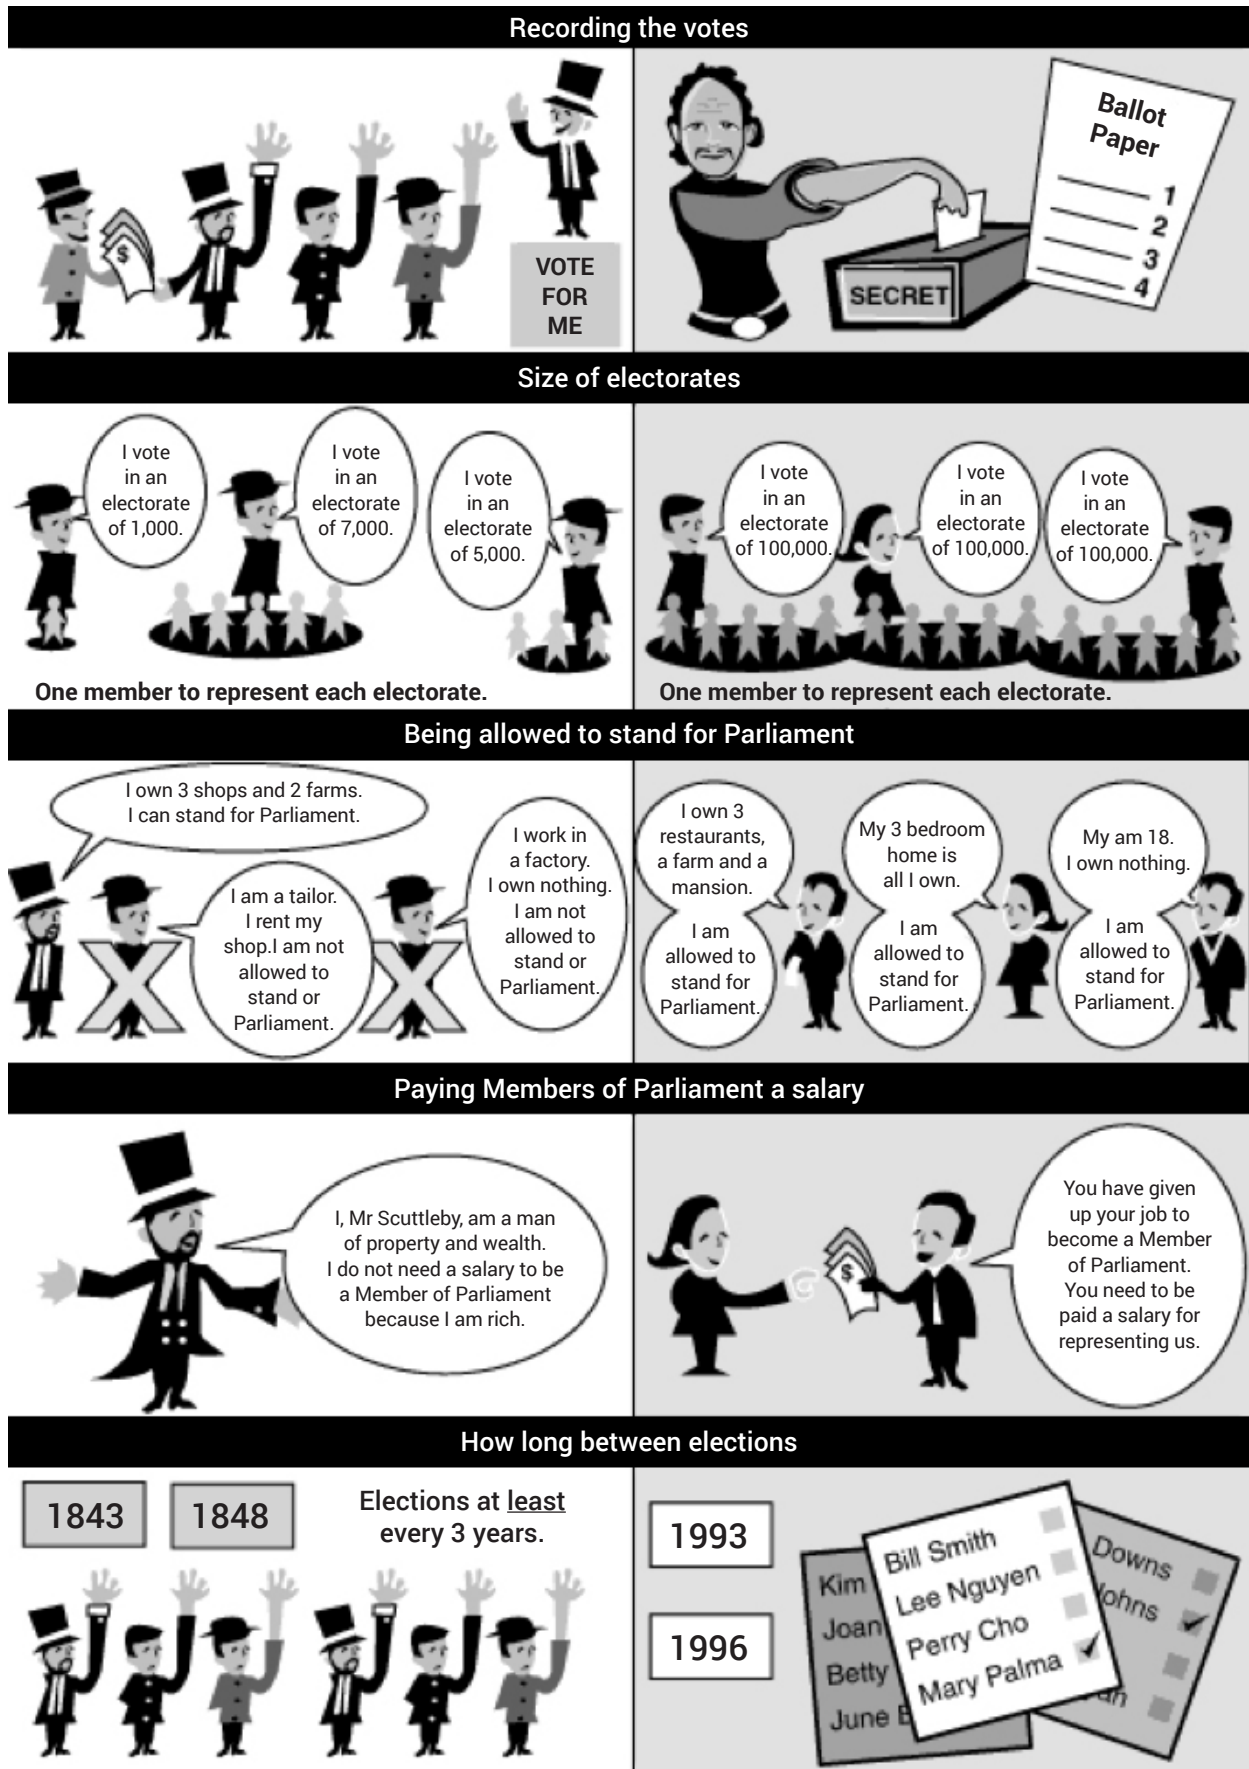 Recording the votes
$
VOTE
FOR
ME
SECRET
Ballot
Paper
1
2
3
4
Size of electorates
I vote
in an
electorate
of 1,000.
I vote
in an
electorate
of 7,000.
I vote
in an
electorate
of 5,000.
One member to represent each electorate.
I vote
in an
electorate
of 100,000.
I vote
in an
electorate
of 100,000.
I vote
in an
electorate
of 100,000.
One member to represent each electorate.
Being allowed to stand for Parliament
I own 3 shops and 2 farms.
I can stand for Parliament.
I am a tailor.
I rent my
shop.I am not
allowed to
stand or
Parliament.
I work in
a factory.
I own nothing.
I am not
allowed to
stand or
Parliament.
I own 3
restaurants,
a farm and a
mansion.
I am
allowed to
stand for
Parliament.
My 3 bedroom
home is
all I own.
I am
allowed to
stand for
Parliament.
My am 18.
I own nothing.
I am
allowed to
stand for
Parliament.
Paying Members of Parliament a salary
I, Mr Scuttleby, am a man
of property and wealth.
I do not need a salary to be
a Member of Parliament
because I am rich.
$
You have given
up your job to
become a Member
of Parliament.
You need to be
paid a salary for
representing us.
How long between elections
1843
1848
Elections at least
every 3 years.
1993
1996
Kim
Joan
Betty
June
Bill Smith
Lee Nguyen
Perry Cho
Mary Palma
Downs
Johns